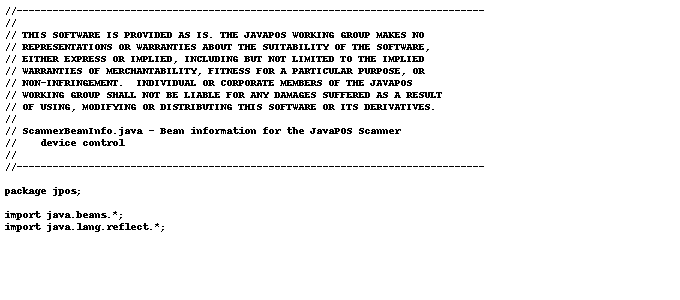 //------------------------------------------------------------------------------
//
// THIS SOFTWARE IS PROVIDED AS IS. THE JAVAPOS WORKING GROUP MAKES NO
// REPRESENTATIONS OR WARRANTIES ABOUT THE SUITABILITY OF THE SOFTWARE,
// EITHER EXPRESS OR IMPLIED, INCLUDING BUT NOT LIMITED TO THE IMPLIED
// WARRANTIES OF MERCHANTABILITY, FITNESS FOR A PARTICULAR PURPOSE, OR
// NON-INFRINGEMENT.  INDIVIDUAL OR CORPORATE MEMBERS OF THE JAVAPOS
// WORKING GROUP SHALL NOT BE LIABLE FOR ANY DAMAGES SUFFERED AS A RESULT
// OF USING, MODIFYING OR DISTRIBUTING THIS SOFTWARE OR ITS DERIVATIVES.
//
// ScannerBeanInfo.java - Bean information for the JavaPOS Scanner
//    device control
//
//------------------------------------------------------------------------------
package jpos;
import java.beans.*;
import java.lang.reflect.*;